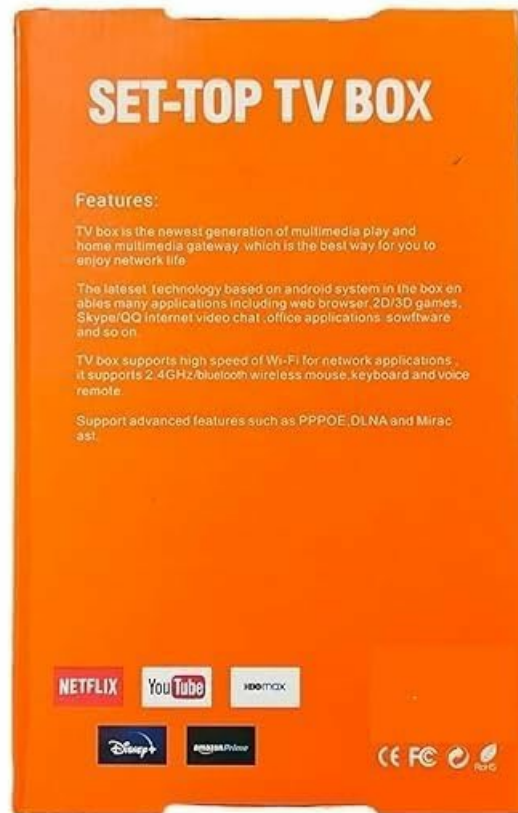 SET-TOP TV BOX
Features:
TV box is the newest generation of multimedia play and
home multimedia gateway which is the best way for you to
enjoy network life
The lateset technology based on android system in the box en
ables many applications including web browser,2D/3D games,
Skype/QQ internet video chat ,office applications sowftware
and so on.
TV box supports high speed of Wi-Fi for network applications ,
it supports 2.4GHz/bluetooth wireless mouse,keyboard and voice
remote.
Support advanced features such as PPPOE,DLNA and Mirac
ast.
NETFLIX YouTube HBOmax
Disney+ amazon Prime
CE FC RoHS